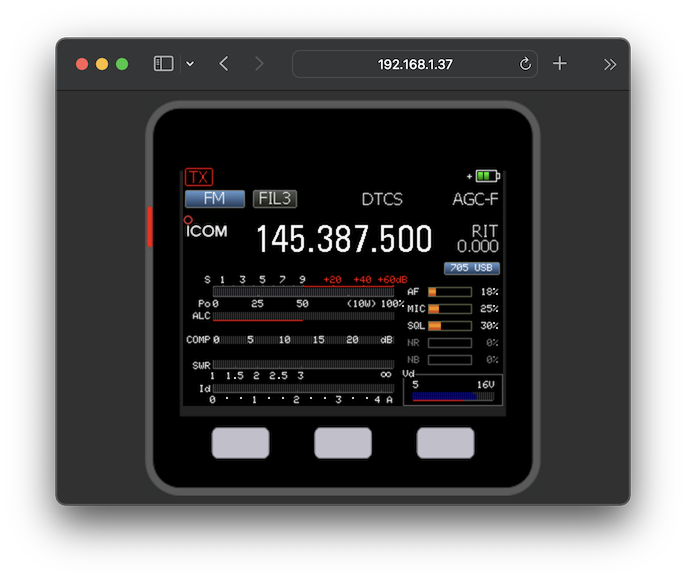 192.168.1.37
TX
FM FIL3 DTCS AGC-F
ICOM 145.387.500 RIT
0.000
705 USB
S 1 3 5 7 9 +20 +40 +60dB
AF 18%
Po 0 25 50 (10W) 100%
MIC 25%
ALC
SQL 30%
COMP 0 5 10 15 20 dB
NR 0%
NB 0%
SWR
1 1.5 2 2.5 3 ∞
Vd
5 16V
Id
0 · 1 · · 2 · · 3 · · 4 A